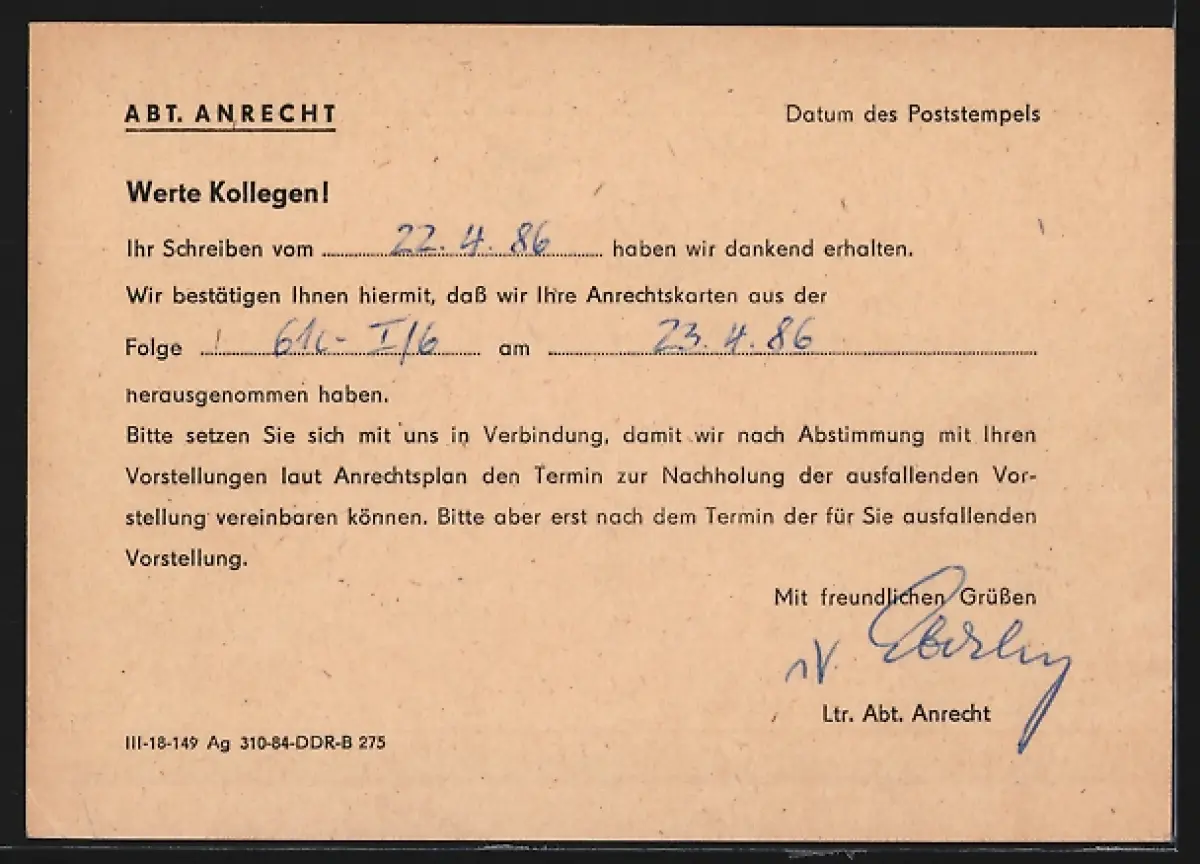 ABT. ANRECHT
Datum des Poststempels
Werte Kollegen!
Ihr Schreiben vom 22. 4. 86 haben wir dankend erhalten.
Wir bestätigen Ihnen hiermit, daß wir Ihre Anrechtskarten aus der
Folge I/6 am 23. 4. 86
herausgenommen haben.
Bitte setzen Sie sich mit uns in Verbindung, damit wir nach Abstimmung mit Ihren
Vorstellungen laut Anrechtsplan den Termin zur Nachholung der ausfallenden Vor-
stellung vereinbaren können. Bitte aber erst nach dem Termin der für Sie ausfallenden
Vorstellung.
Mit freundlichen Grüßen
Ltr. Abt. Anrecht
III-18-149 Ag 310-84-DDR-B 275